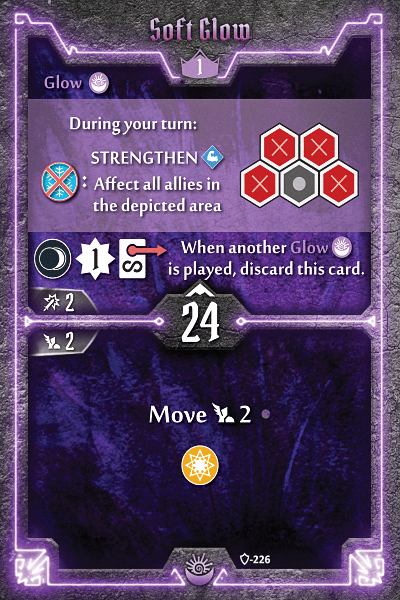 Soft Glow
1
Glow
During your turn:
STRENGTHEN
: Affect all allies in
the depicted area
1
When another Glow
is played, discard this card.
2
24
2
Move 2
-226